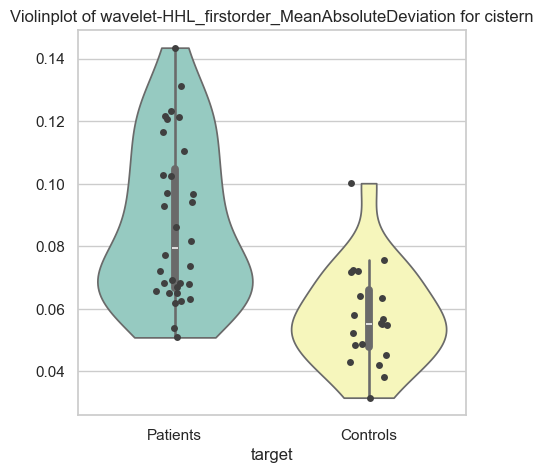 Violinplot of wavelet-HHL_firstorder_MeanAbsoluteDeviation for cistern
0.14
0.12
0.10
0.08
0.06
0.04
Patients Controls
target